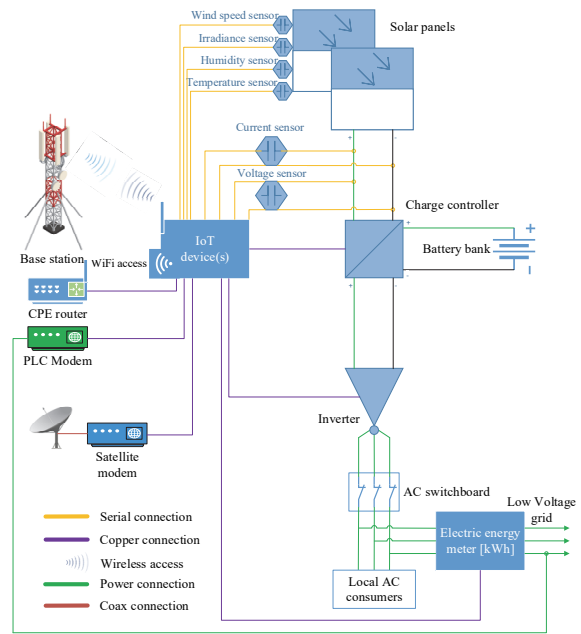 Wind speed sensor
Irradiance sensor
Humidity sensor
Temperature sensor
Solar panels
Current sensor
Voltage sensor
+ -
Charge controller
IoT
device(s)
Base station
WiFi access
+
Battery bank
+
-
CPE router
+ -
PLC Modem
Inverter
Satellite
modem
AC switchboard
Low Voltage
grid
Electric energy
meter [kWh]
Local AC
consumers
Serial connection
Copper connection
Wireless access
Power connection
Coax connection